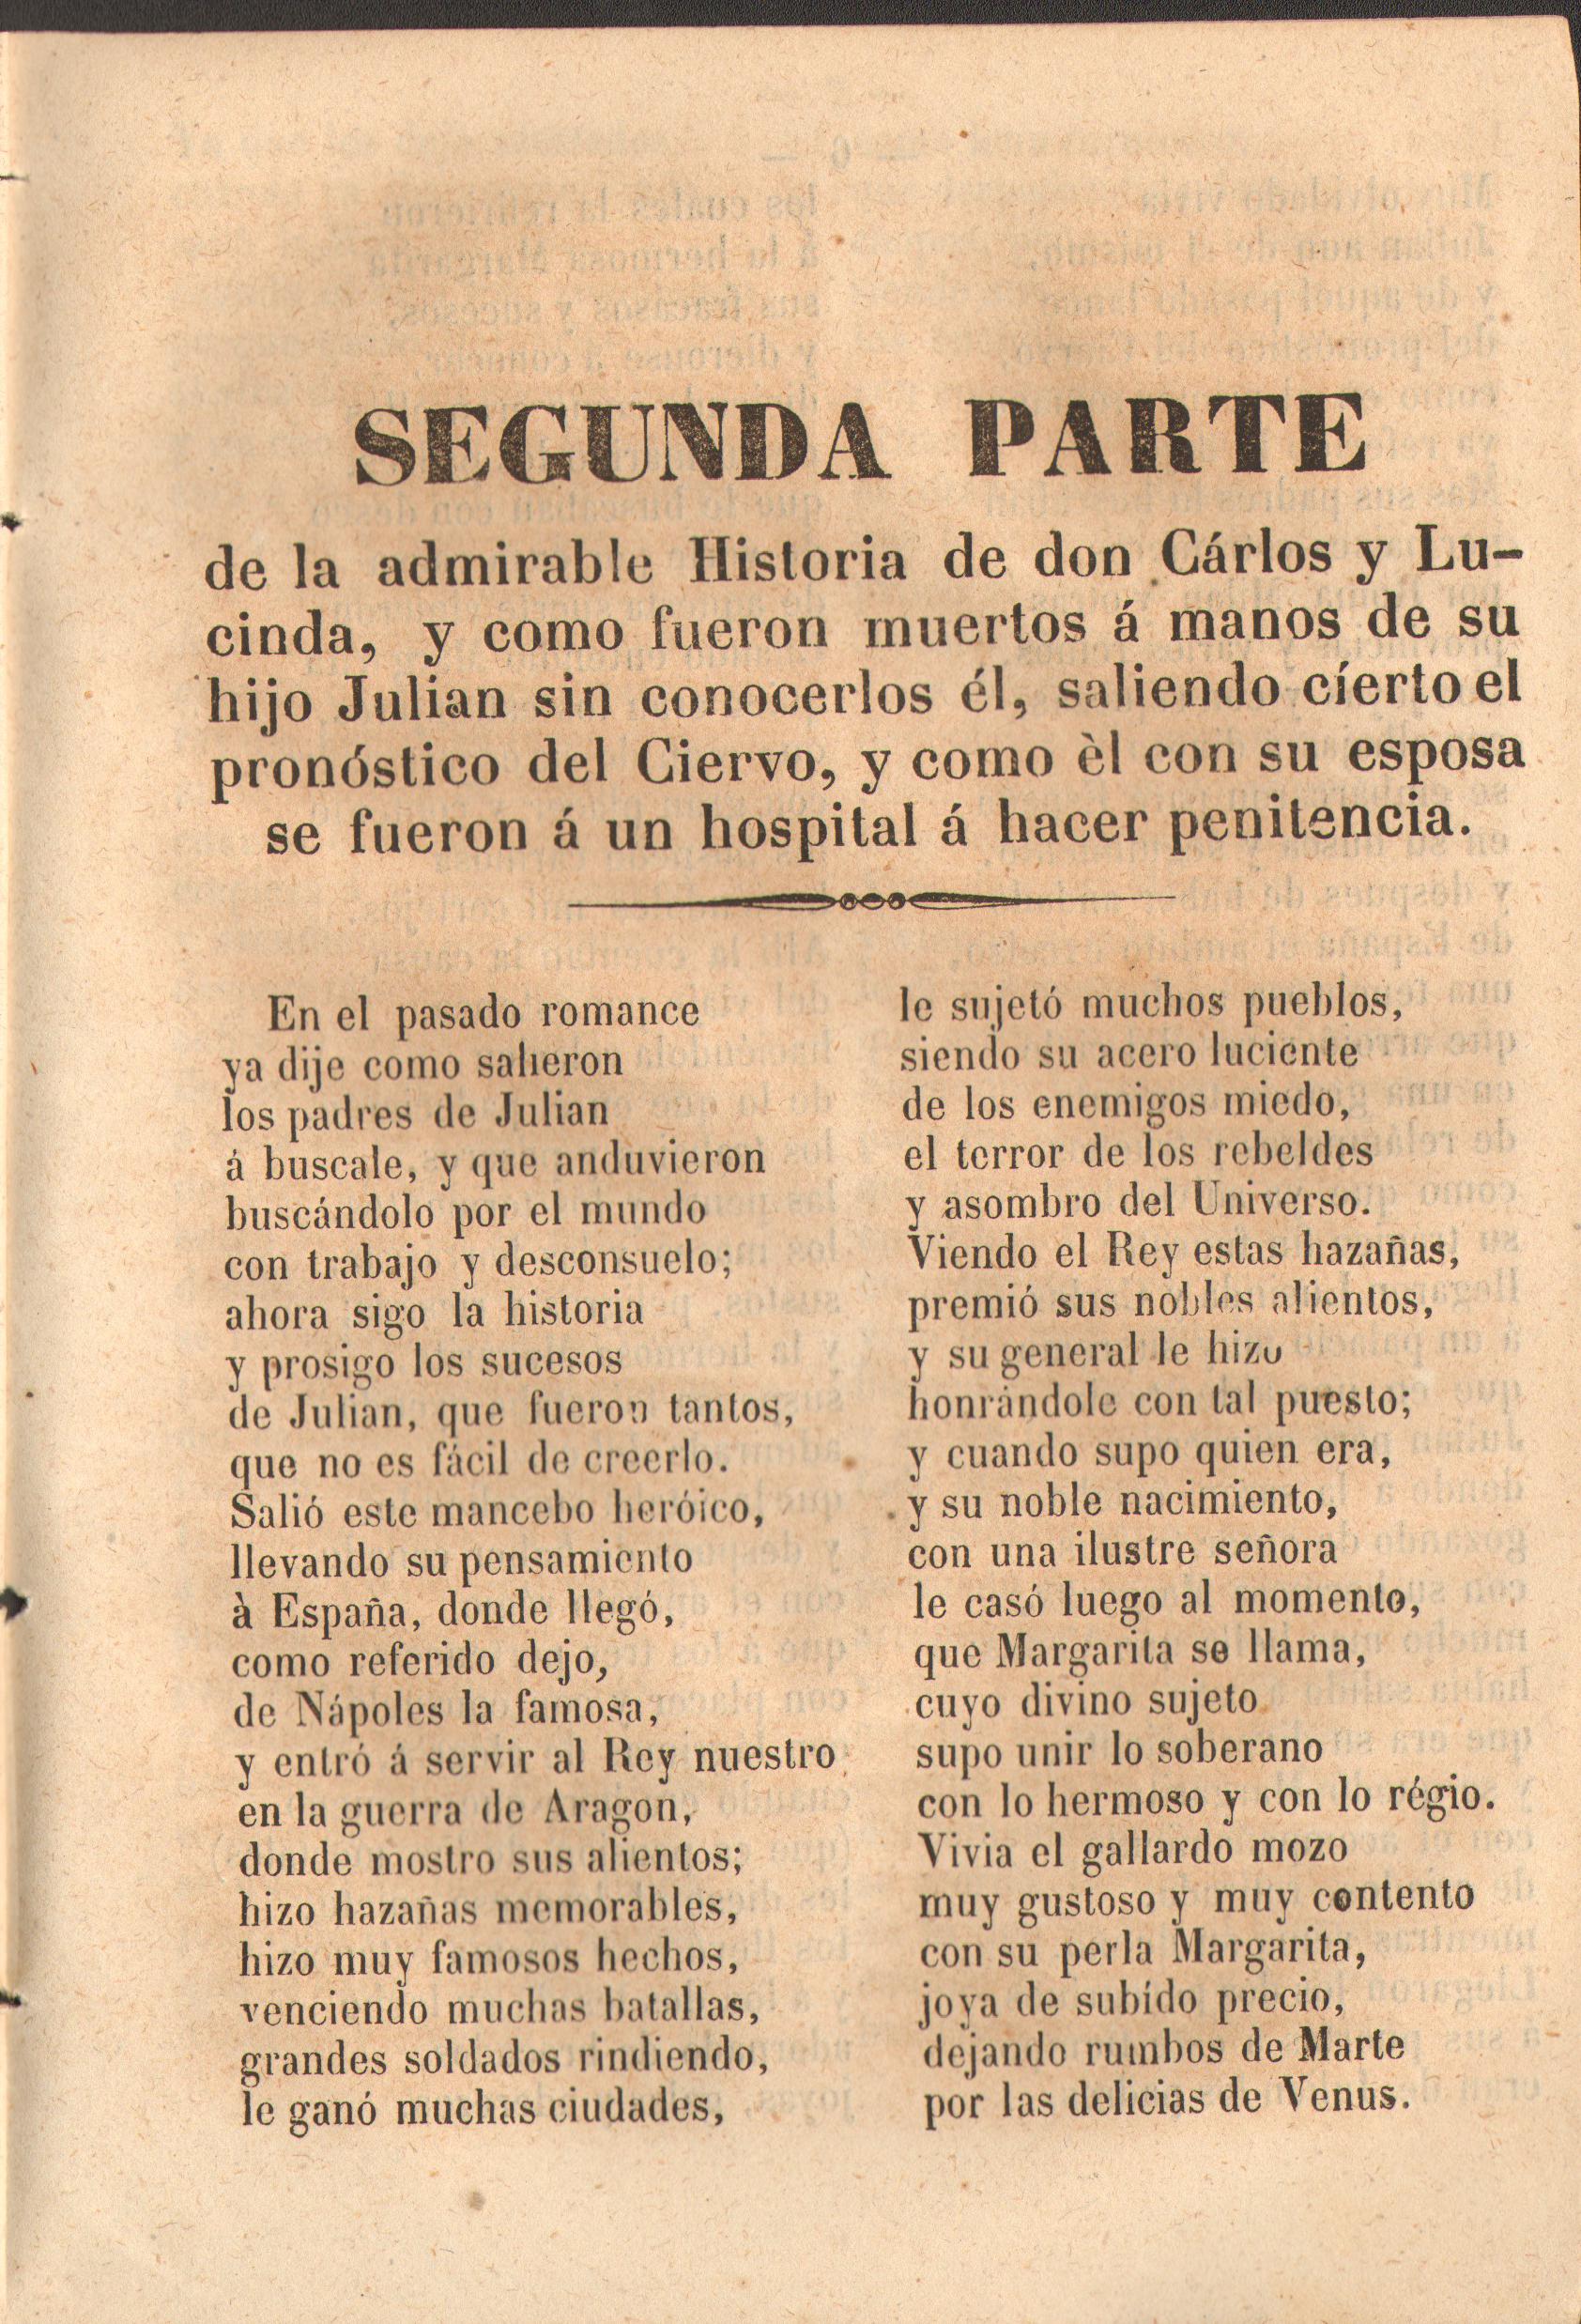 SEGUNDA PARTE
de la admirable Historia de don Cárlos y Lu-
cinda, y como fueron muertos á manos de su
hijo Julian sin conocerlos él, saliendo cíerto el
pronóstico del Ciervo, y como èl con su esposa
se fueron á un hospital á hacer penitencia.
En el pasado romance
ya dije como salieron
los padres de Julian
á buscale, y que anduvieron
buscándolo por el mundo
con trabajo y desconsuelo;
ahora sigo la historia
y prosigo los sucesos
de Julian, que fueron tantos,
que no es fácil de creerlo.
Salió este mancebo heróico,
llevando su pensamiento
à España, donde llegó,
como referido dejo,
de Nápoles la famosa,
y entró á servir al Rey nuestro
en la guerra de Aragon,
donde mostro sus alientos;
hizo hazañas memorables,
hizo muy famosos hechos,
venciendo muchas batallas,
grandes soldados rindiendo,
le ganó muchas ciudades,
le sujetó muchos pueblos,
siendo su acero luciente
de los enemigos miedo,
el terror de los rebeldes
y asombro del Universo.
Viendo el Rey estas hazañas,
premió sus nobles alientos,
y su general le hizo
honrándole con tal puesto;
y cuando supo quien era,
y su noble nacimiento,
con una ilustre señora
le casó luego al momento,
que Margarita se llama,
cuyo divino sujeto
supo unir lo soberano
con lo hermoso y con lo régio.
Vivia el gallardo mozo
muy gustoso y muy contento
con su perla Margarita,
joya de subído precio,
dejando rumbos de Marte
por las delicias de Venus.